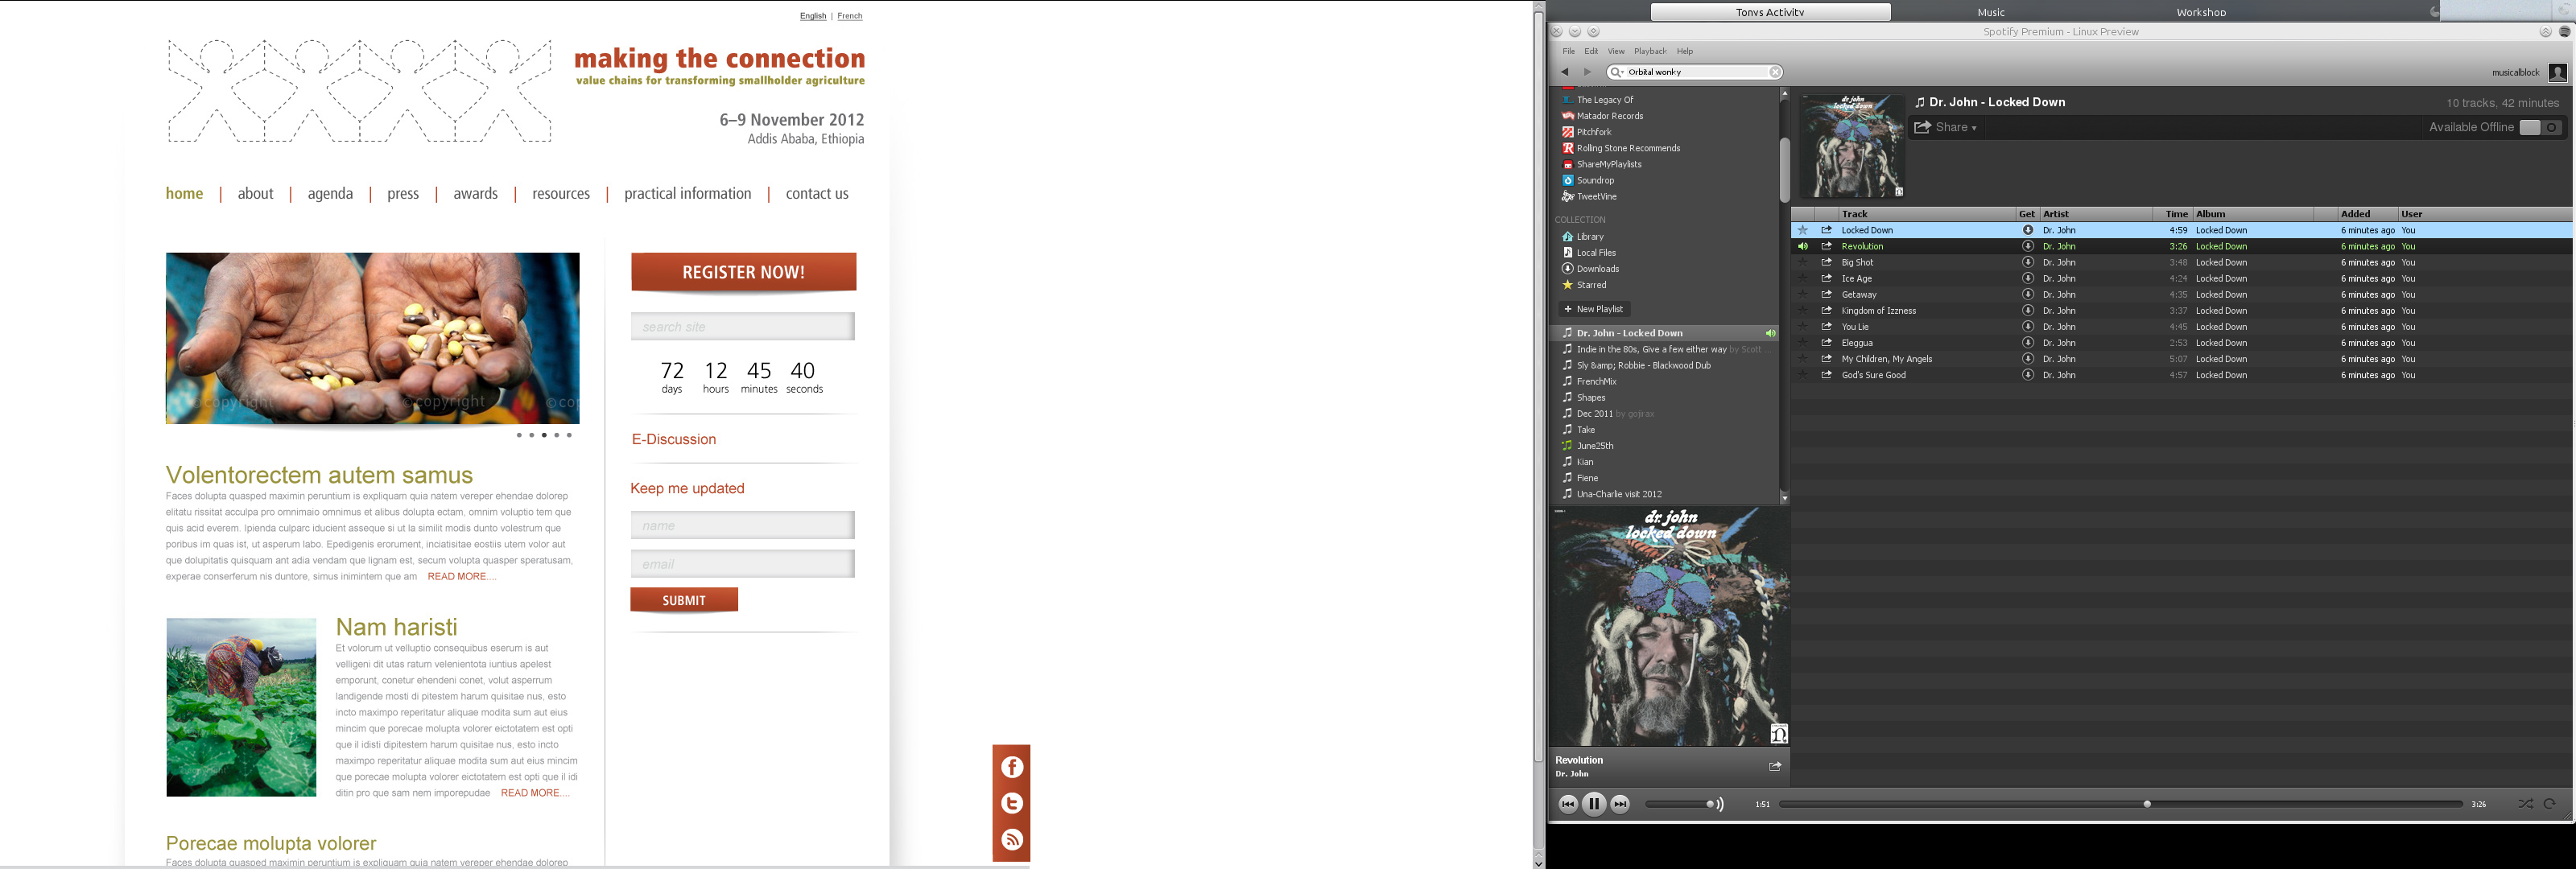 English | French
making the connection
value chains for transforming smallholder agriculture
6–9 November 2012
Addis Ababa, Ethiopia
home | about | agenda | press | awards | resources | practical information | contact us
©copyright ©copyright ©cop
Volentorectem autem samus
Faces dolupta quasped maximin peruntium is expliquam quia natem vereper ehendae dolorep
elitatu rissitat acculpa pro omnimaio omnimus et alibus dolupta ectam, omnim voluptio tem que
quis acid everem. Ipienda culparc iducient asseque si ut la similit modis dunto volestrum que
poribus im quas ist, ut asperum labo. Epedigenis erorument, inciatisitae eostiis utem volor aut
que dolupitatis quisquam ant adia vendam que lignam est, secum volupta quasper speratusam,
experae conserferum nis duntore, simus inimintem que am READ MORE....
Nam haristi
Et volorum ut velluptio consequibus eserum is aut
velligeni dit utas ratum velenientota iuntius apelest
emporunt, conetur ehendeni conet, volut asperrum
landigende mosti di pitestem harum quisitae nus, esto
incto maximpo reperitatur aliquae modita sum aut eius
mincim que porecae molupta volorer eictotatem est opti
que il idisti dipitestem harum quisitae nus, esto incto
maximpo reperitatur aliquae modita sum aut eius mincim
que porecae molupta volorer eictotatem est opti que il idi
ditin pro que sam nem imporepudae READ MORE....
Porecae molupta volorer
Faces dolupta quasped maximin peruntium is expliquam quia natem vereper ehendae dolorep
REGISTER NOW!
search site
72 12 45 40
days hours minutes seconds
E-Discussion
Keep me updated
name
email
SUBMIT
Tonys Activity Music Workshop
Spotify Premium - Linux Preview
File Edit View Playback Help
Orbital wonky
musicalblock
The Legacy Of
Matador Records
Pitchfork
Rolling Stone Recommends
ShareMyPlaylists
Soundrop
TweetVine
COLLECTION
Library
Local Files
Downloads
Starred
+ New Playlist
Dr. John - Locked Down
Indie in the 80s, Give a few either way by Scott ...
Sly &amp; Robbie - Blackwood Dub
FrenchMix
Shapes
Dec 2011 by gojirax
Take
June25th
Kian
Fiene
Una-Charlie visit 2012
dr. john
locked down
Revolution
Dr. John
dr. john
locked down
Dr. John - Locked Down
10 tracks, 42 minutes
Share
Available Offline
Track Get Artist Time Album Added User
Locked Down Dr. John 4:59 Locked Down 6 minutes ago You
Revolution Dr. John 3:26 Locked Down 6 minutes ago You
Big Shot Dr. John 3:48 Locked Down 6 minutes ago You
Ice Age Dr. John 4:24 Locked Down 6 minutes ago You
Getaway Dr. John 4:35 Locked Down 6 minutes ago You
Kingdom of Izzness Dr. John 3:37 Locked Down 6 minutes ago You
You Lie Dr. John 4:45 Locked Down 6 minutes ago You
Eleggua Dr. John 2:53 Locked Down 6 minutes ago You
My Children, My Angels Dr. John 5:07 Locked Down 6 minutes ago You
God's Sure Good Dr. John 4:57 Locked Down 6 minutes ago You
1:51 3:26